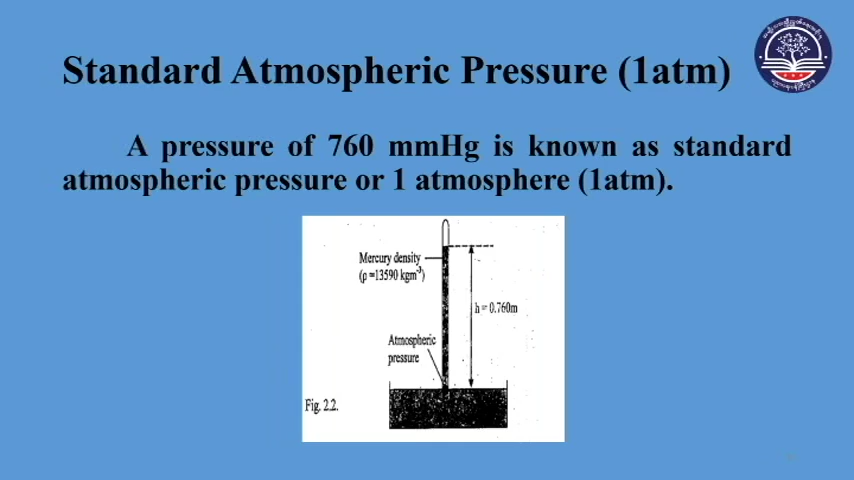 Standard Atmospheric Pressure (1atm)
A pressure of 760 mmHg is known as standard
atmospheric pressure or 1 atmosphere (1atm).
Mercury density
(ρ =13590 kgm⁻³)
h = 0.760m
Atmospheric
pressure
Fig. 2.2.